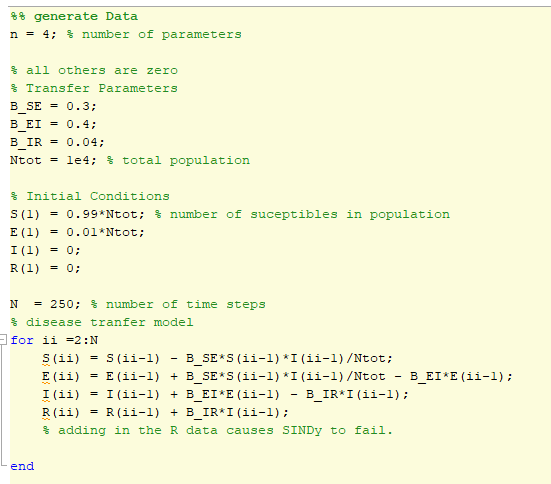 %% generate Data
n = 4; % number of parameters
% all others are zero
% Transfer Parameters
B_SE = 0.3;
B_EI = 0.4;
B_IR = 0.04;
Ntot = 1e4; % total population
% Initial Conditions
S(1) = 0.99*Ntot; % number of suceptibles in population
E(1) = 0.01*Ntot;
I(1) = 0;
R(1) = 0;
N  = 250; % number of time steps
% disease tranfer model
for ii =2:N
    S(ii) = S(ii-1) - B_SE*S(ii-1)*I(ii-1)/Ntot;
    E(ii) = E(ii-1) + B_SE*S(ii-1)*I(ii-1)/Ntot - B_EI*E(ii-1);
    I(ii) = I(ii-1) + B_EI*E(ii-1) - B_IR*I(ii-1);
    R(ii) = R(ii-1) + B_IR*I(ii-1);
    % adding in the R data causes SINDy to fail.
end